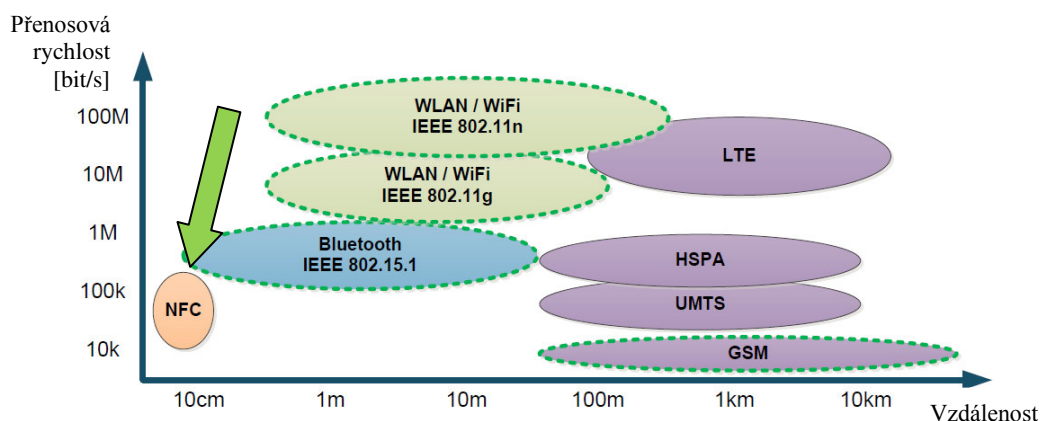 Přenosová
rychlost
[bit/s]
100M
10M
1M
100k
10k
WLAN / WiFi
IEEE 802.11n
LTE
WLAN / WiFi
IEEE 802.11g
Bluetooth
IEEE 802.15.1
HSPA
NFC
UMTS
GSM
10cm
1m
10m
100m
1km
10km
Vzdálenost